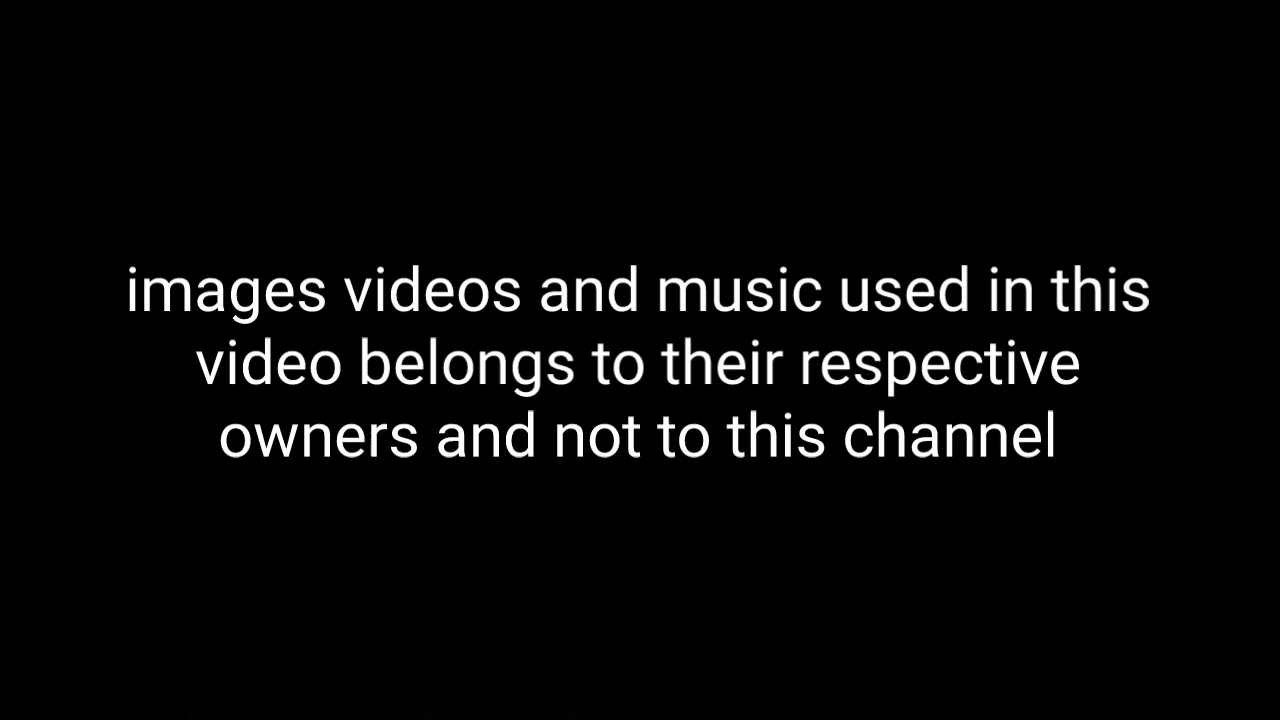 images videos and music used in this
video belongs to their respective
owners and not to this channel